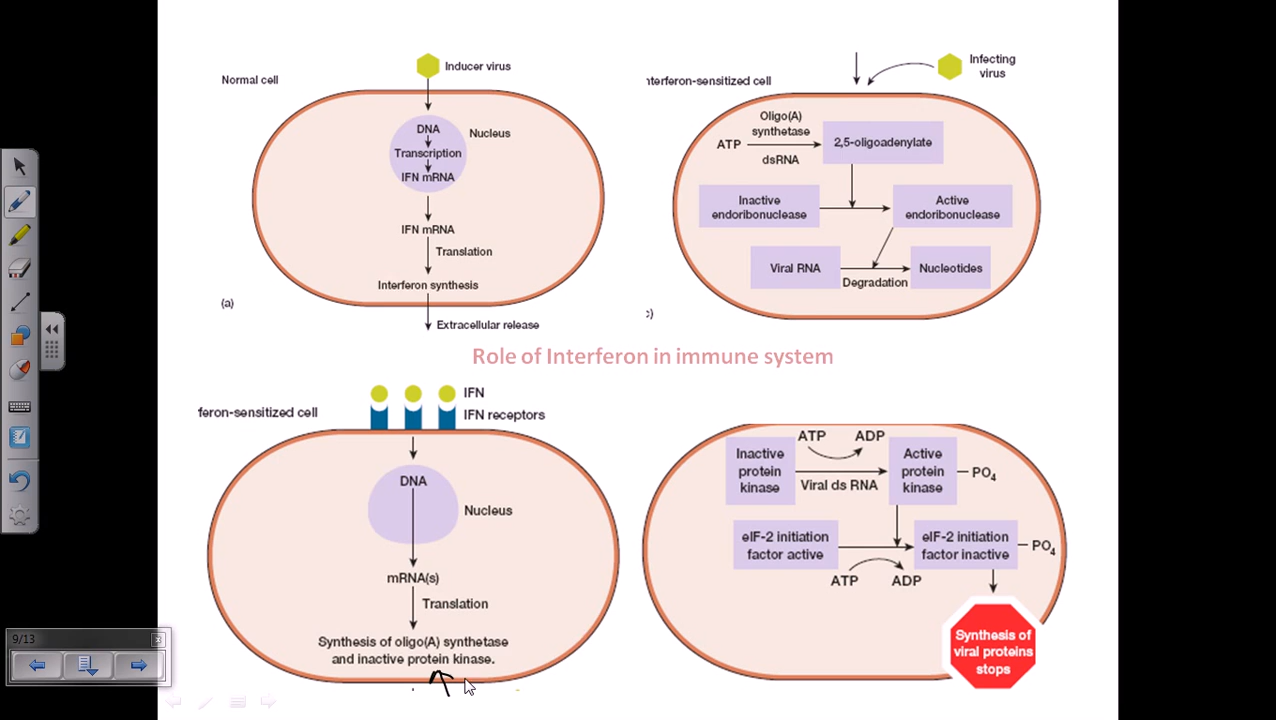 Inducer virus
Normal cell
DNA
Nucleus
Transcription
IFN mRNA
IFN mRNA
Translation
Interferon synthesis
(a)
Extracellular release
Infecting
virus
nterferon-sensitized cell
Oligo(A)
synthetase
ATP
dsRNA
2,5-oligoadenylate
Inactive
endoribonuclease
Active
endoribonuclease
Viral RNA
Nucleotides
Degradation
c)
Role of Interferon in immune system
IFN
feron-sensitized cell
IFN receptors
DNA
Nucleus
mRNA(s)
Translation
Synthesis of oligo(A) synthetase
and inactive protein kinase.
ATP
ADP
Inactive
protein
kinase
Viral ds RNA
Active
protein
kinase
PO4
eIF-2 initiation
factor active
eIF-2 initiation
factor inactive
PO4
ATP
ADP
Synthesis of
viral proteins
stops
9/13